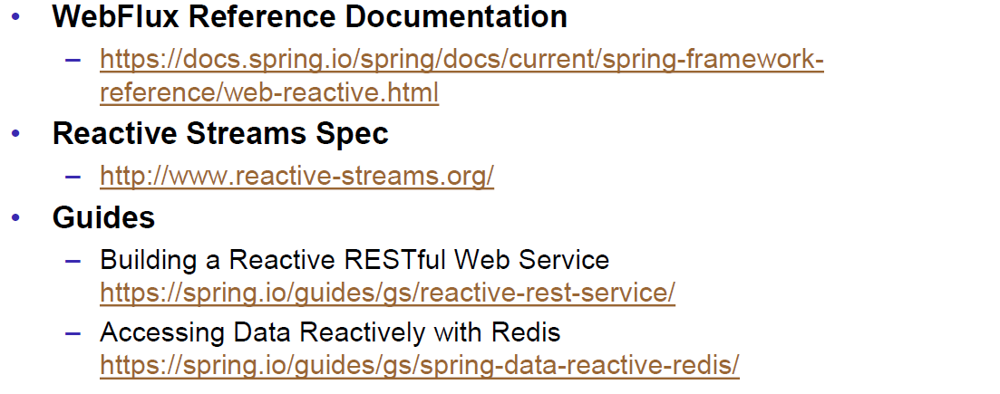 • WebFlux Reference Documentation
– https://docs.spring.io/spring/docs/current/spring-framework-
reference/web-reactive.html
• Reactive Streams Spec
– http://www.reactive-streams.org/
• Guides
– Building a Reactive RESTful Web Service
https://spring.io/guides/gs/reactive-rest-service/
– Accessing Data Reactively with Redis
https://spring.io/guides/gs/spring-data-reactive-redis/